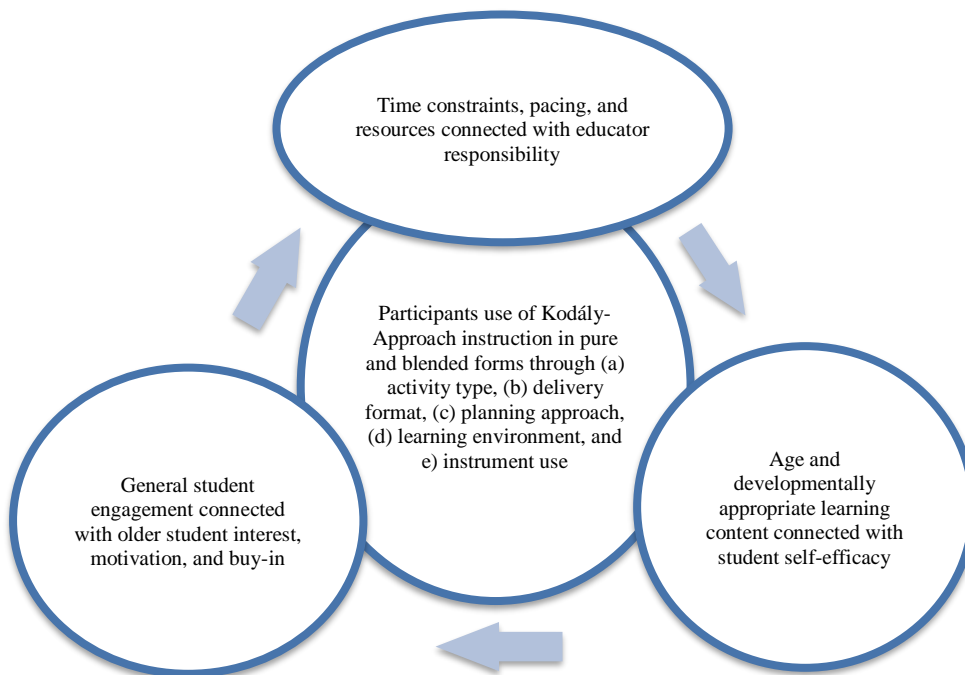 Time constraints, pacing, and
resources connected with educator
responsibility
Participants use of Kodály-
Approach instruction in pure
and blended forms through (a)
activity type, (b) delivery
format, (c) planning approach,
(d) learning environment, and
e) instrument use
General student
engagement connected
with older student interest,
motivation, and buy-in
Age and
developmentally
appropriate learning
content connected with
student self-efficacy